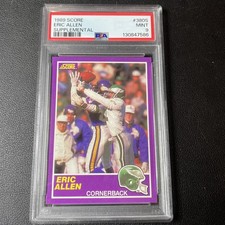 1989 SCORE #380S
ERIC ALLEN MINT
SUPPLEMENTAL 9
PSA
SCORE
ERIC
ALLEN
CORNERBACK